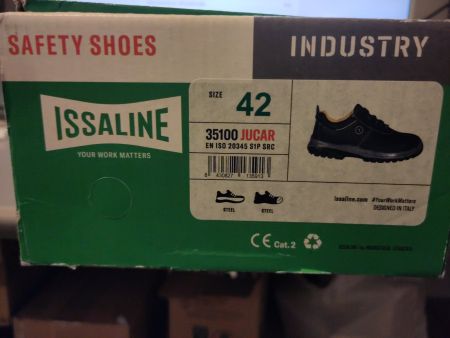 SAFETY SHOES
INDUSTRY
ISSALINE
YOUR WORK MATTERS
SIZE 42
35100 JUCAR
EN ISO 20345 S1P SRC
STEEL STEEL
issaline.com #YourWorkMatters
DESIGNED IN ITALY
CE Cat.2